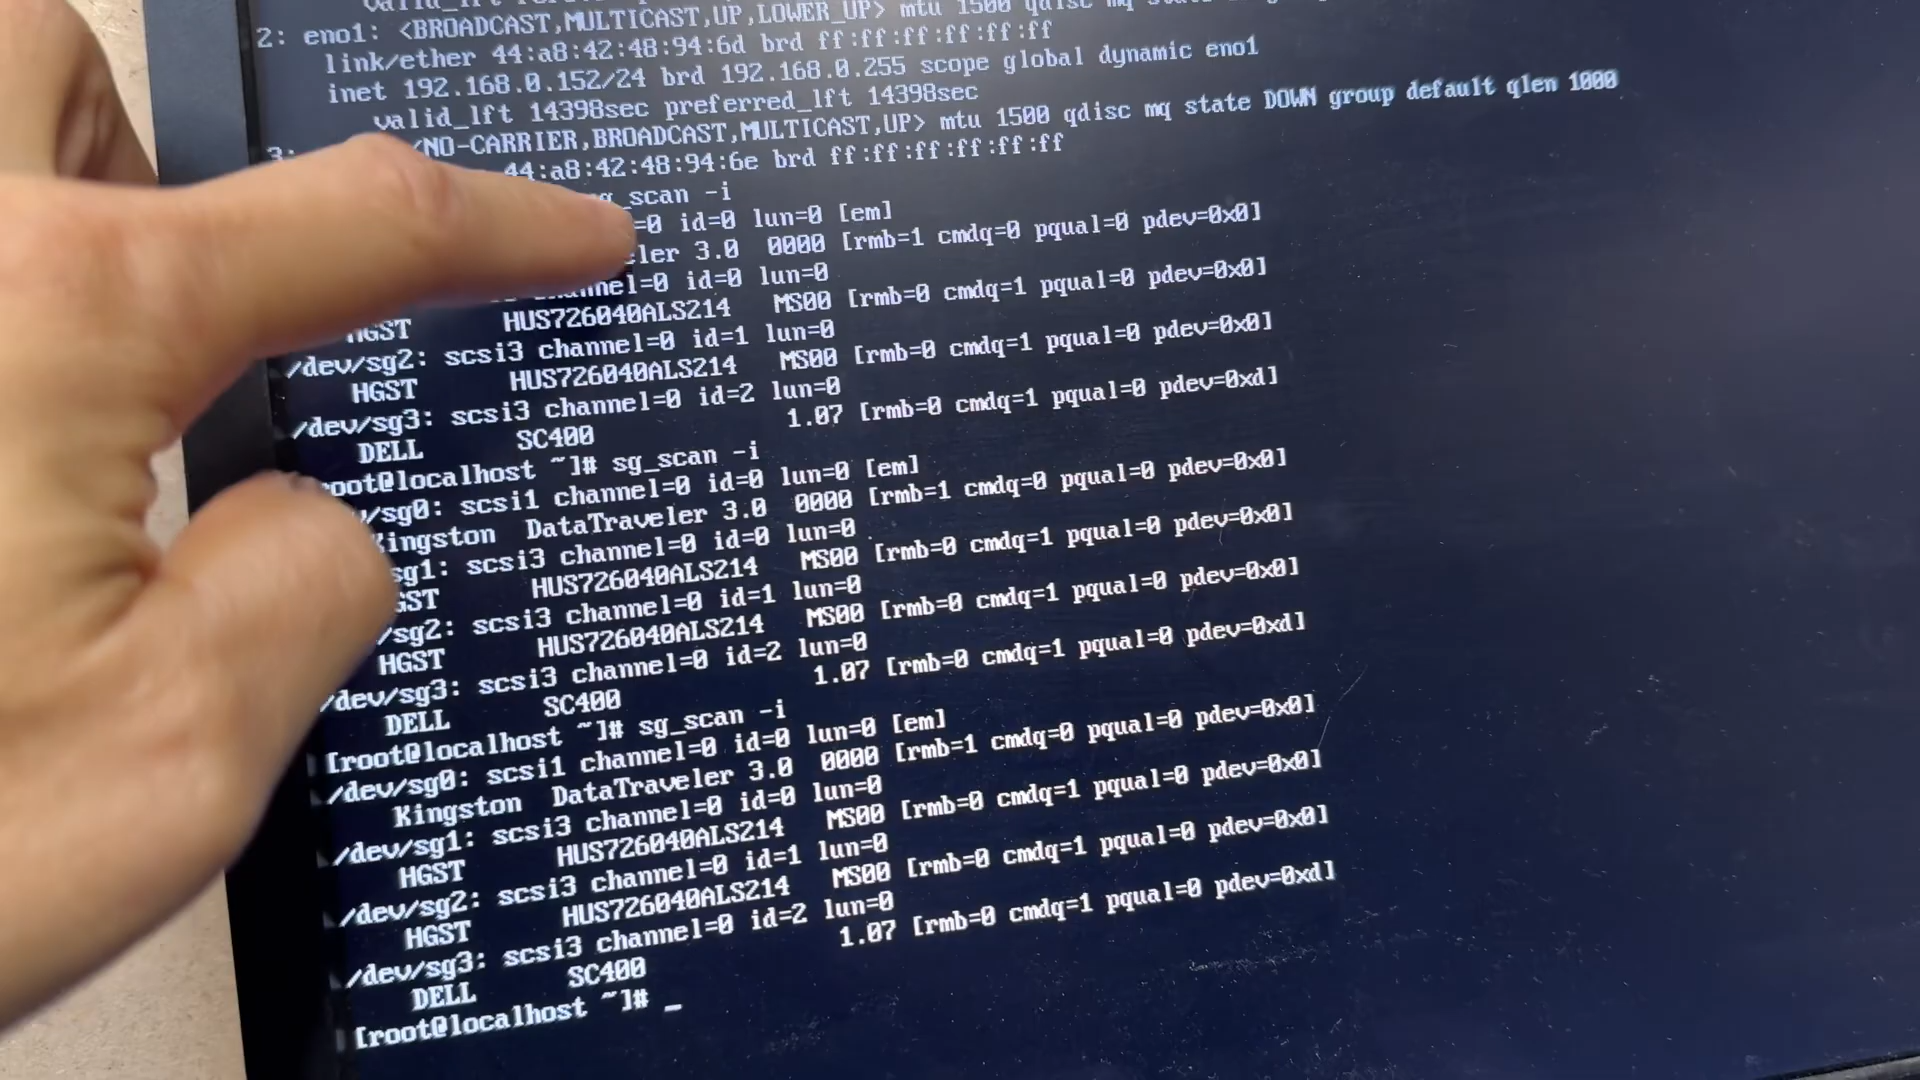 2: eno1: <BROADCAST,MULTICAST,UP,LOWER_UP> mtu 1500 qdisc mq
link/ether 44:a8:42:48:94:6d brd ff:ff:ff:ff:ff:ff
inet 192.168.0.152/24 brd 192.168.0.255 scope global dynamic eno1
valid_lft 14398sec preferred_lft 14398sec
3: <NO-CARRIER,BROADCAST,MULTICAST,UP> mtu 1500 qdisc mq state DOWN group default qlen 1000
44:a8:42:48:94:6e brd ff:ff:ff:ff:ff:ff
sg_scan -i
=0 id=0 lun=0 [em]
eler 3.0 0000 [rmb=1 cmdq=0 pqual=0 pdev=0x0]
channel=0 id=0 lun=0
HGST HUS726040ALS214 MS00 [rmb=0 cmdq=1 pqual=0 pdev=0x0]
/dev/sg2: scsi3 channel=0 id=1 lun=0
HGST HUS726040ALS214 MS00 [rmb=0 cmdq=1 pqual=0 pdev=0x0]
/dev/sg3: scsi3 channel=0 id=2 lun=0
DELL SC400 1.07 [rmb=0 cmdq=1 pqual=0 pdev=0xd]
root@localhost ~]# sg_scan -i
v/sg0: scsi1 channel=0 id=0 lun=0 [em]
Kingston DataTraveler 3.0 0000 [rmb=1 cmdq=0 pqual=0 pdev=0x0]
sg1: scsi3 channel=0 id=0 lun=0
GST HUS726040ALS214 MS00 [rmb=0 cmdq=1 pqual=0 pdev=0x0]
/sg2: scsi3 channel=0 id=1 lun=0
HGST HUS726040ALS214 MS00 [rmb=0 cmdq=1 pqual=0 pdev=0x0]
/dev/sg3: scsi3 channel=0 id=2 lun=0
DELL SC400 1.07 [rmb=0 cmdq=1 pqual=0 pdev=0xd]
[root@localhost ~]# sg_scan -i
/dev/sg0: scsi1 channel=0 id=0 lun=0 [em]
Kingston DataTraveler 3.0 0000 [rmb=1 cmdq=0 pqual=0 pdev=0x0]
/dev/sg1: scsi3 channel=0 id=0 lun=0
HGST HUS726040ALS214 MS00 [rmb=0 cmdq=1 pqual=0 pdev=0x0]
/dev/sg2: scsi3 channel=0 id=1 lun=0
HGST HUS726040ALS214 MS00 [rmb=0 cmdq=1 pqual=0 pdev=0x0]
/dev/sg3: scsi3 channel=0 id=2 lun=0
DELL SC400 1.07 [rmb=0 cmdq=1 pqual=0 pdev=0xd]
[root@localhost ~]# _